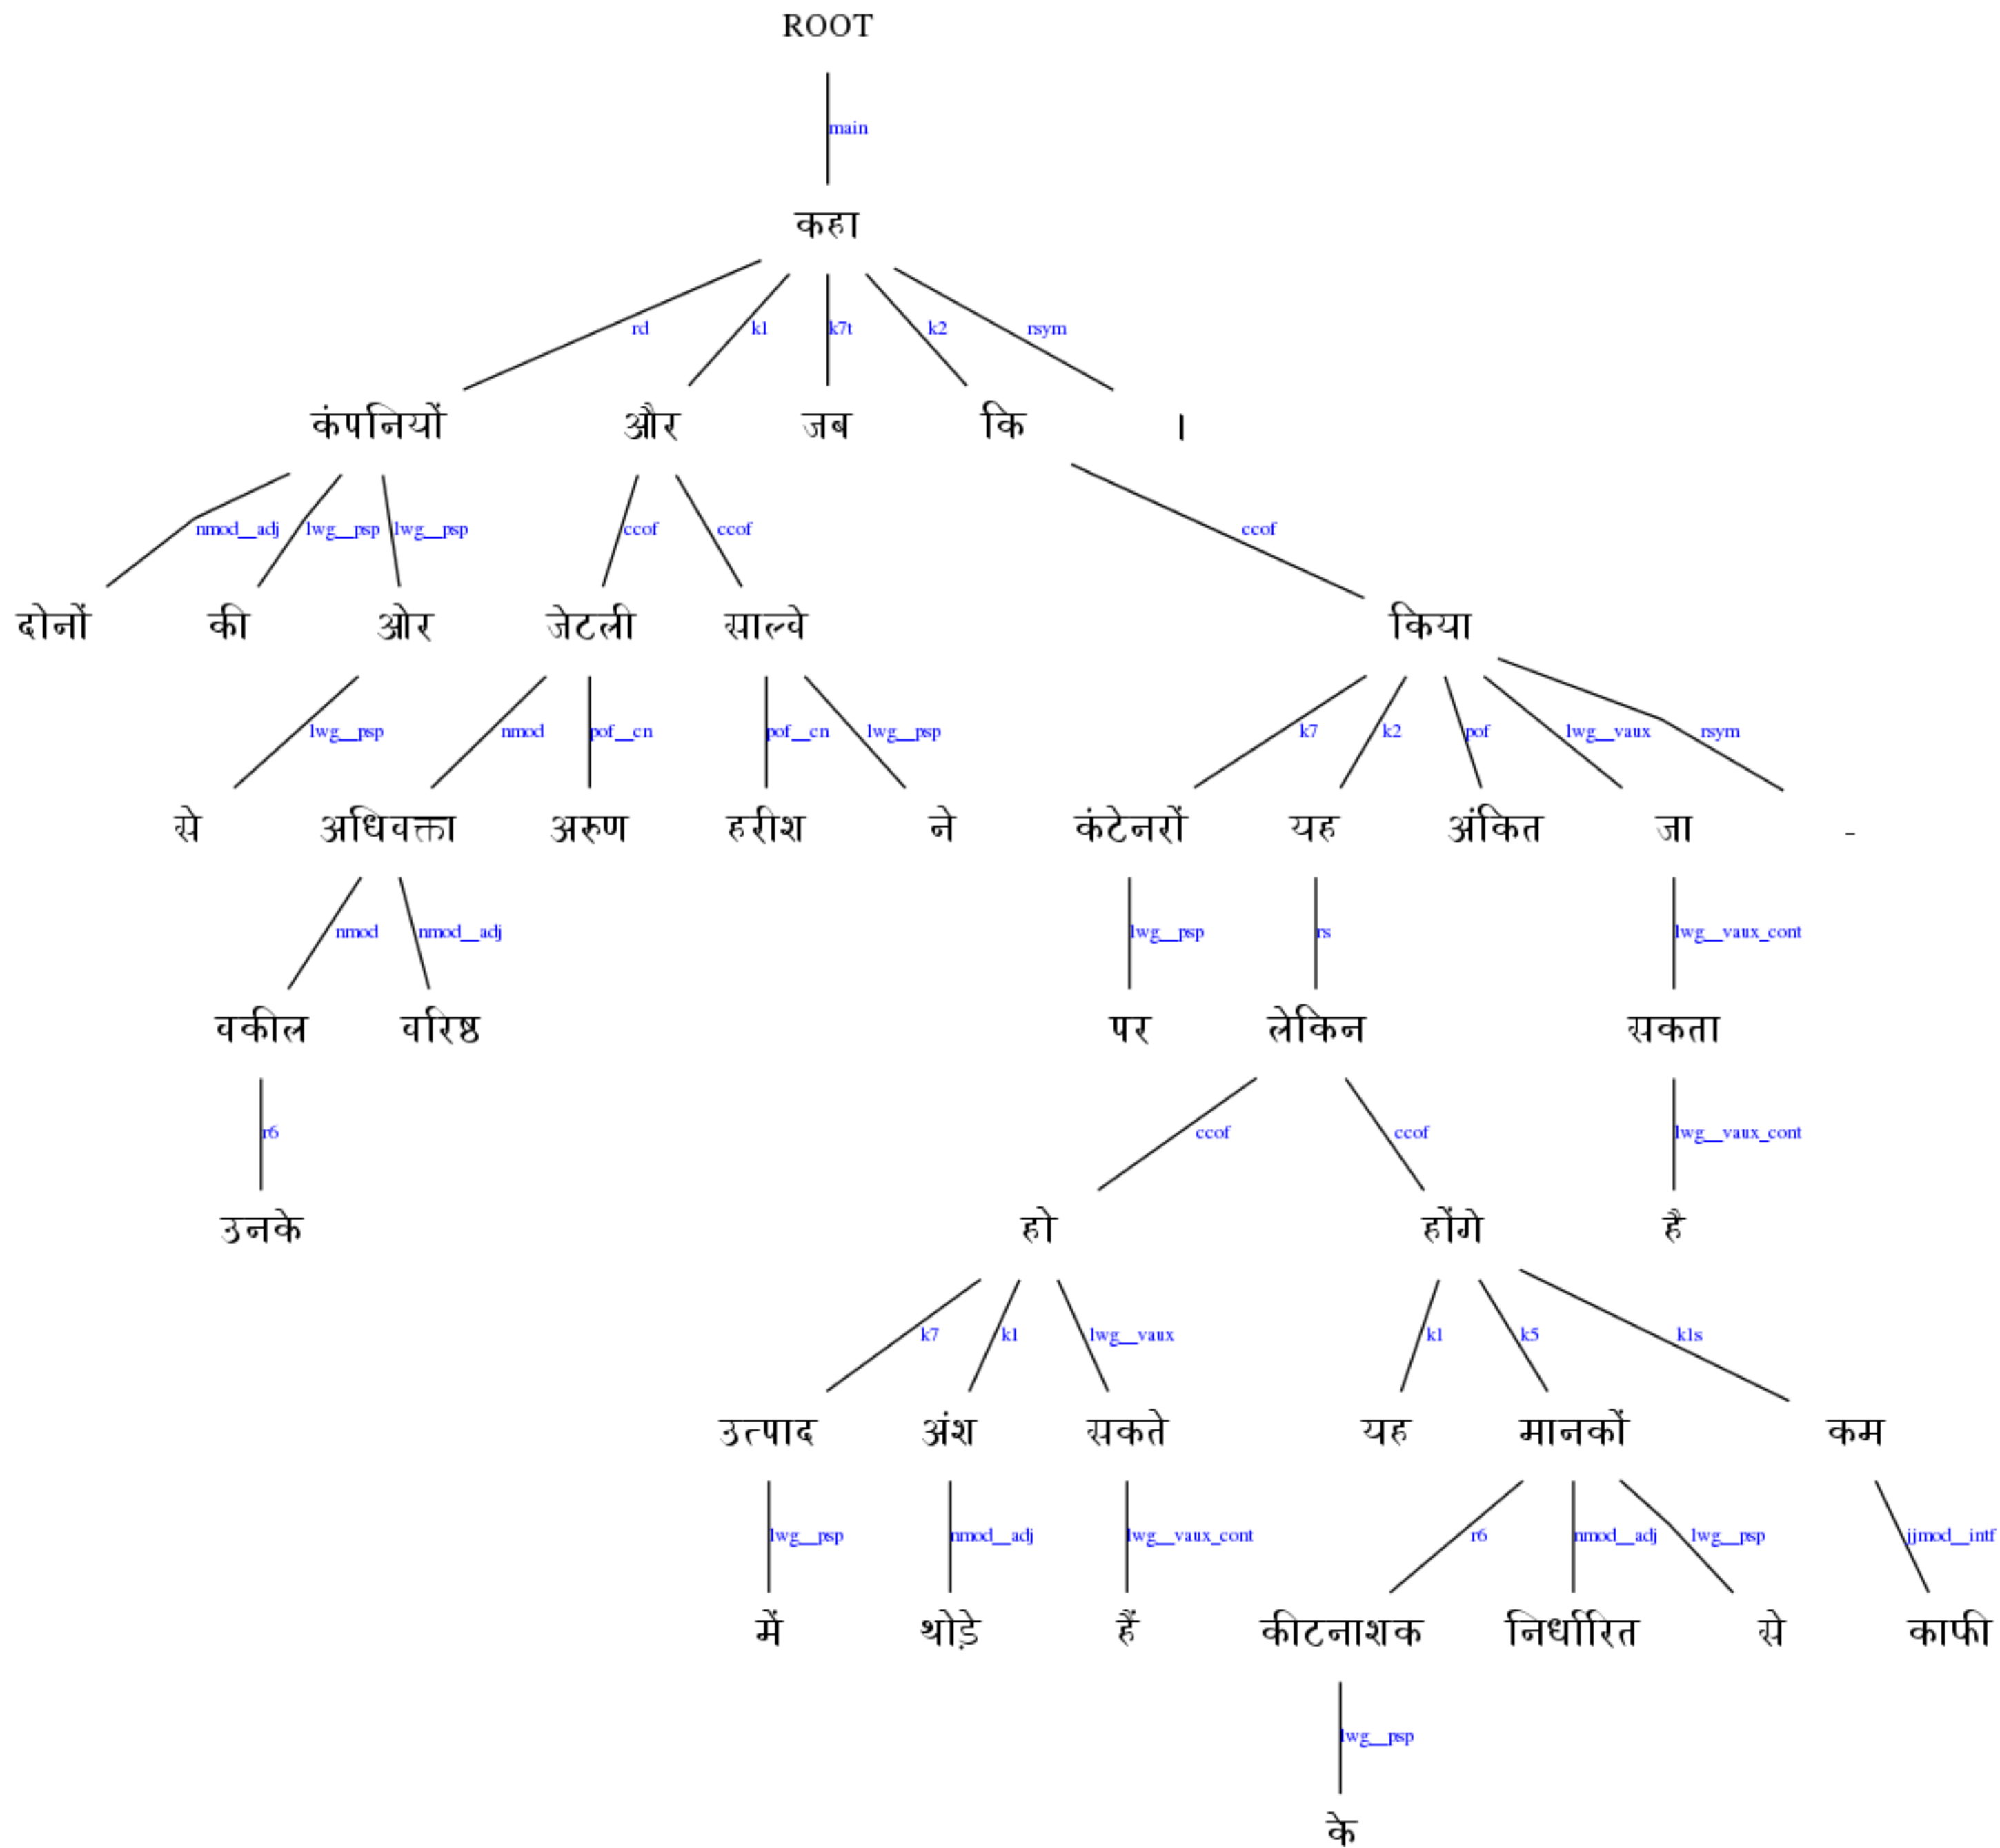 ROOT
main
कहा
rd k1 k7t k2 rsym
कंपनियों और जब कि ।
nmod__adj lwg__psp lwg__psp ccof ccof ccof
दोनों की ओर जेटली साल्वे किया
lwg__psp nmod pof__cn pof__cn lwg__psp k7 k2 pof lwg__vaux rsym
से अधिवक्ता अरुण हरीश ने कंटेनरों यह अंकित जा -
nmod nmod__adj lwg__psp rs lwg__vaux_cont
वकील वरिष्ठ पर लेकिन सकता
r6 ccof ccof lwg__vaux_cont
उनके हो होंगे है
k7 k1 lwg__vaux k1 k5 k1s
उत्पाद अंश सकते यह मानकों कम
lwg__psp nmod__adj lwg__vaux_cont r6 nmod__adj lwg__psp jjmod__intf
में थोड़े हैं कीटनाशक निर्धारित से काफी
lwg__psp
के